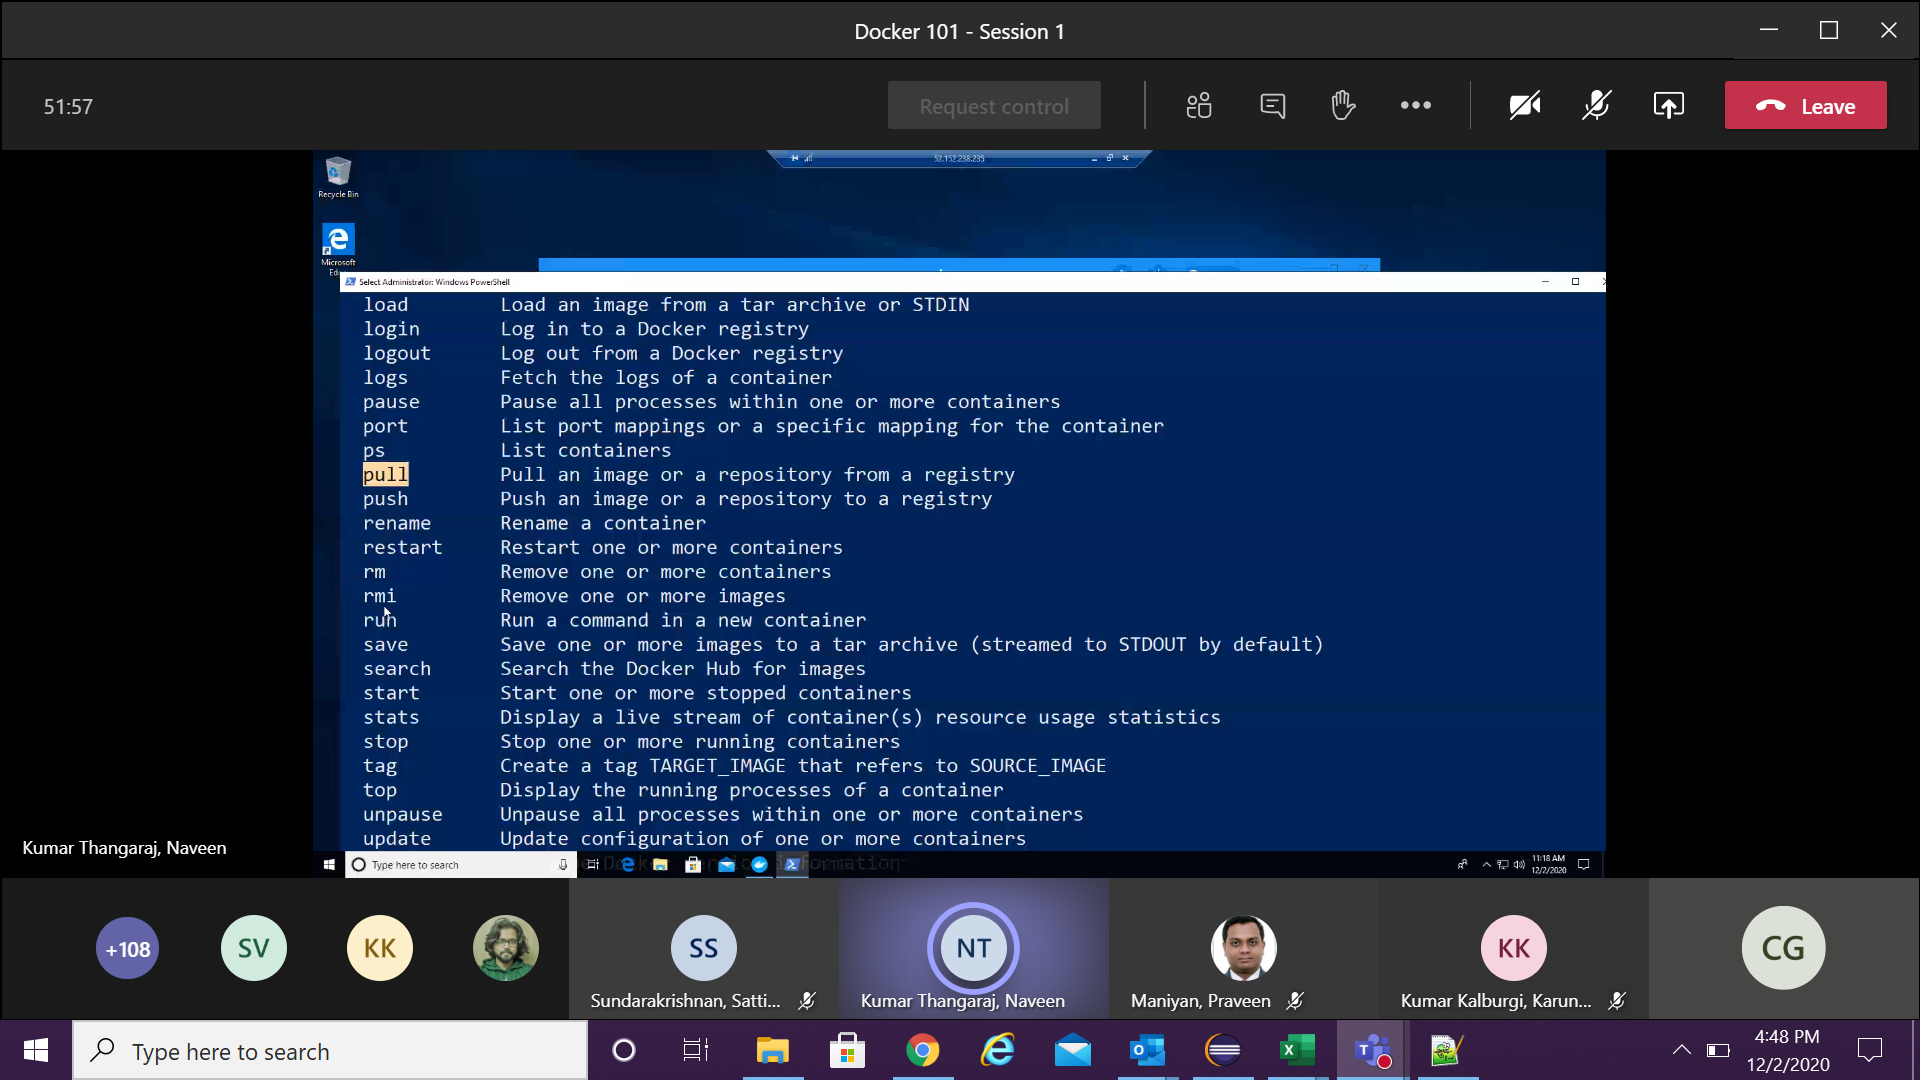 Docker 101 - Session 1
51:57
Request control
Leave
Recycle Bin
52.152.238.235
Microsoft
Select Administrator: Windows PowerShell
load Load an image from a tar archive or STDIN
login Log in to a Docker registry
logout Log out from a Docker registry
logs Fetch the logs of a container
pause Pause all processes within one or more containers
port List port mappings or a specific mapping for the container
ps List containers
pull Pull an image or a repository from a registry
push Push an image or a repository to a registry
rename Rename a container
restart Restart one or more containers
rm Remove one or more containers
rmi Remove one or more images
run Run a command in a new container
save Save one or more images to a tar archive (streamed to STDOUT by default)
search Search the Docker Hub for images
start Start one or more stopped containers
stats Display a live stream of container(s) resource usage statistics
stop Stop one or more running containers
tag Create a tag TARGET_IMAGE that refers to SOURCE_IMAGE
top Display the running processes of a container
unpause Unpause all processes within one or more containers
update Update configuration of one or more containers
Kumar Thangaraj, Naveen
Type here to search
11:18 AM
12/2/2020
+108
SV
KK
SS
NT
KK
CG
Sundarakrishnan, Satti...
Kumar Thangaraj, Naveen
Maniyan, Praveen
Kumar Kalburgi, Karun...
Type here to search
4:48 PM
12/2/2020